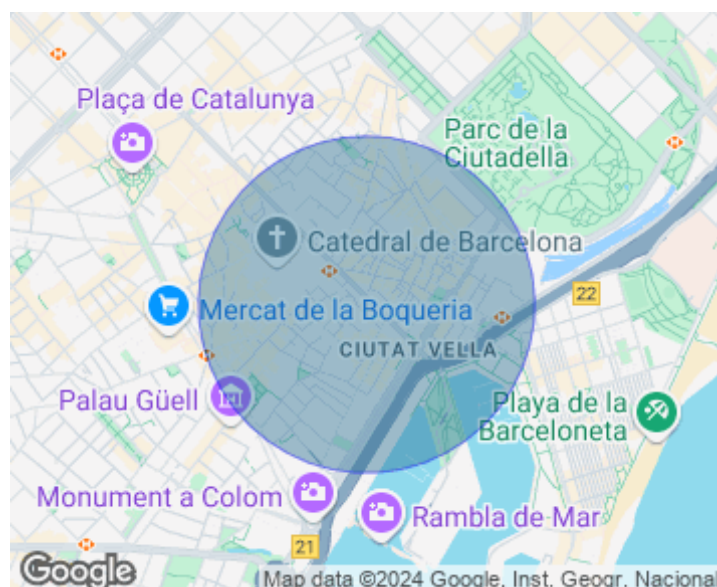 Plaça de Catalunya
Parc de la
Ciutadella
Catedral de Barcelona
22
Mercat de la Boqueria
CIUTAT VELLA
Palau Güell
Playa de la
Barceloneta
Monument a Colom
Rambla de Mar
21
Google
Map data ©2024 Google, Inst. Geogr. Nacional